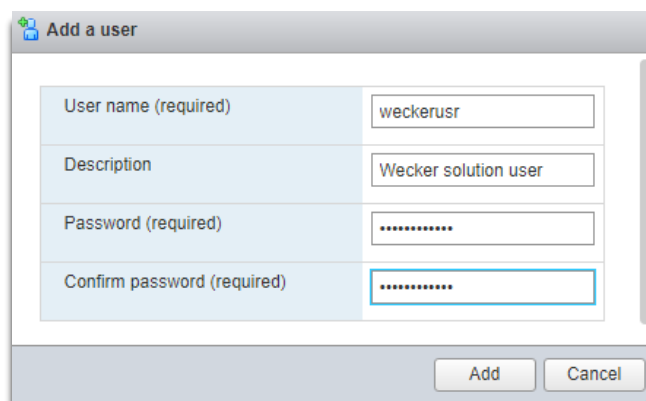 Add a user
User name (required)
weckerusr
Description
Wecker solution user
Password (required)
••••••••••••
Confirm password (required)
••••••••••••
Add
Cancel